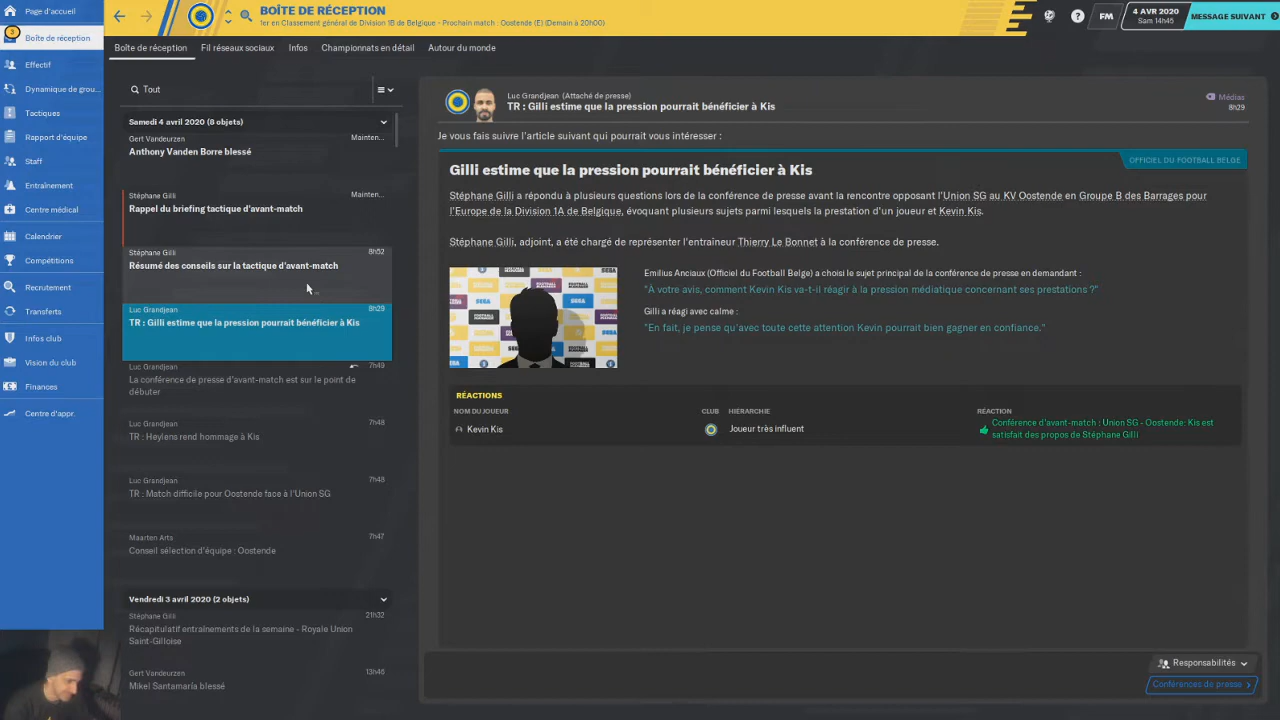 Page d'accueil
3
Boîte de réception
Effectif
Dynamique de grou...
Tactiques
Rapport d'équipe
Staff
Entraînement
Centre médical
Calendrier
Compétitions
Recrutement
Transferts
Infos club
Vision du club
Finances
Centre d'appr.
BOÎTE DE RÉCEPTION
1er en Classement général de Division 1B de Belgique - Prochain match : Oostende (E) (Demain à 20h00)
FM
4 AVR 2020
Sam 14h45
MESSAGE SUIVANT
Boîte de réception
Fil réseaux sociaux
Infos
Championnats en détail
Autour du monde
Tout
Samedi 4 avril 2020 (8 objets)
Gert Vandeurzen
Mainten...
Anthony Vanden Borre blessé
Stéphane Gilli
Mainten...
Rappel du briefing tactique d'avant-match
Stéphane Gilli
8h52
Résumé des conseils sur la tactique d'avant-match
Luc Grandjean
8h29
TR : Gilli estime que la pression pourrait bénéficier à Kis
Luc Grandjean
7h49
La conférence de presse d'avant-match est sur le point de
débuter
Luc Grandjean
7h48
TR : Heylens rend hommage à Kis
Luc Grandjean
7h48
TR : Match difficile pour Oostende face à l'Union SG
Maarten Arts
7h47
Conseil sélection d'équipe : Oostende
Vendredi 3 avril 2020 (2 objets)
Stéphane Gilli
21h32
Récapitulatif entraînements de la semaine - Royale Union
Saint-Gilloise
Gert Vandeurzen
13h46
Mikel Santamaría blessé
Luc Grandjean (Attaché de presse)
TR : Gilli estime que la pression pourrait bénéficier à Kis
Médias
8h29
Je vous fais suivre l'article suivant qui pourrait vous intéresser :
OFFICIEL DU FOOTBALL BELGE
Gilli estime que la pression pourrait bénéficier à Kis
Stéphane Gilli a répondu à plusieurs questions lors de la conférence de presse avant la rencontre opposant l'Union SG au KV Oostende en Groupe B des Barrages pour
l'Europe de la Division 1A de Belgique, évoquant plusieurs sujets parmi lesquels la prestation d'un joueur et Kevin Kis.
Stéphane Gilli, adjoint, a été chargé de représenter l'entraîneur Thierry Le Bonnet à la conférence de presse.
Emilius Anciaux (Officiel du Football Belge) a choisi le sujet principal de la conférence de presse en demandant :
"À votre avis, comment Kevin Kis va-t-il réagir à la pression médiatique concernant ses prestations ?"
Gilli a réagi avec calme :
"En fait, je pense qu'avec toute cette attention Kevin pourrait bien gagner en confiance."
RÉACTIONS
NOM DU JOUEUR
CLUB
HIÉRARCHIE
RÉACTION
Kevin Kis
Joueur très influent
Conférence d'avant-match : Union SG - Oostende: Kis est
satisfait des propos de Stéphane Gilli
Responsabilités
Conférences de presse